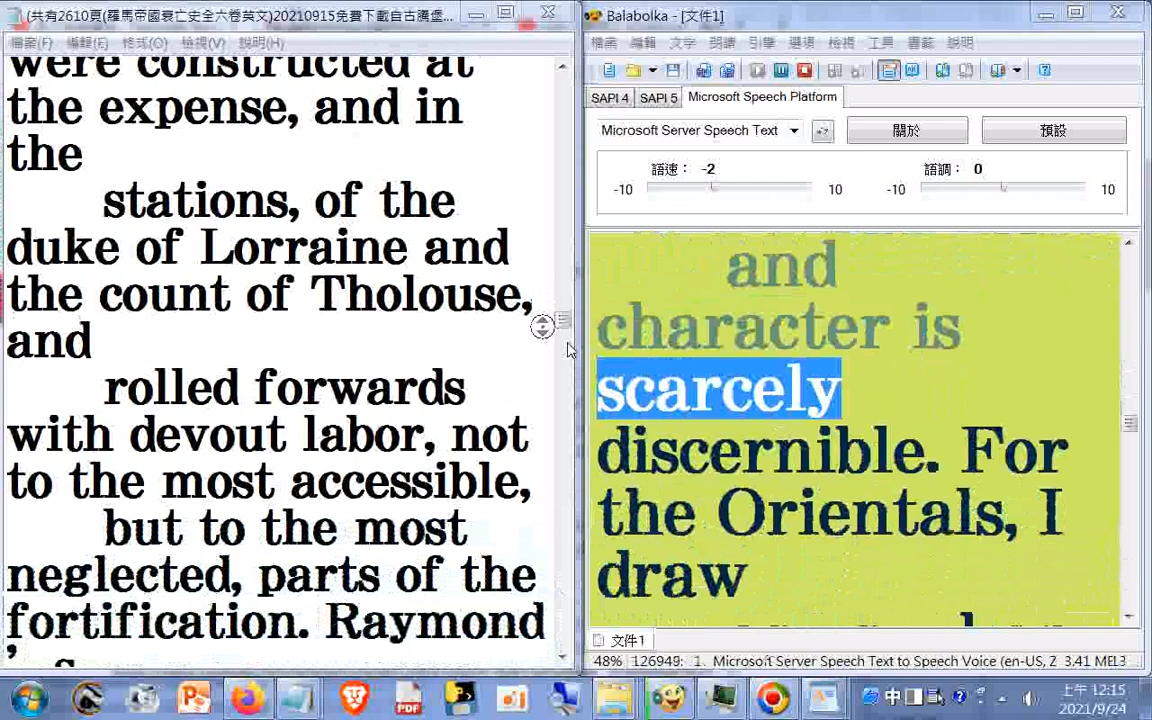 (共有2610頁(羅馬帝國衰亡史全六卷英文)20210915免費下載自古騰堡...
檔案(F) 編輯(E) 格式(O) 檢視(V) 說明(H)
were constructed at
the expense, and in
the
stations, of the
duke of Lorraine and
the count of Tholouse,
and
rolled forwards
with devout labor, not
to the most accessible,
but to the most
neglected, parts of the
fortification. Raymond
's
Balabolka - [文件1]
檔案 編輯 文字 朗讀 引擎 選項 檢視 工具 書籤 說明
SAPI 4 SAPI 5 Microsoft Speech Platform
Microsoft Server Speech Text
關於
預設
語速： -2
語調： 0
-10 10 -10 10
and
character is
scarcely
discernible. For
the Orientals, I
draw
文件1
48% 126949: 1. Microsoft Server Speech Text to Speech Voice (en-US, Z 3.41 MEL3
中
上午 12:15
2021/9/24